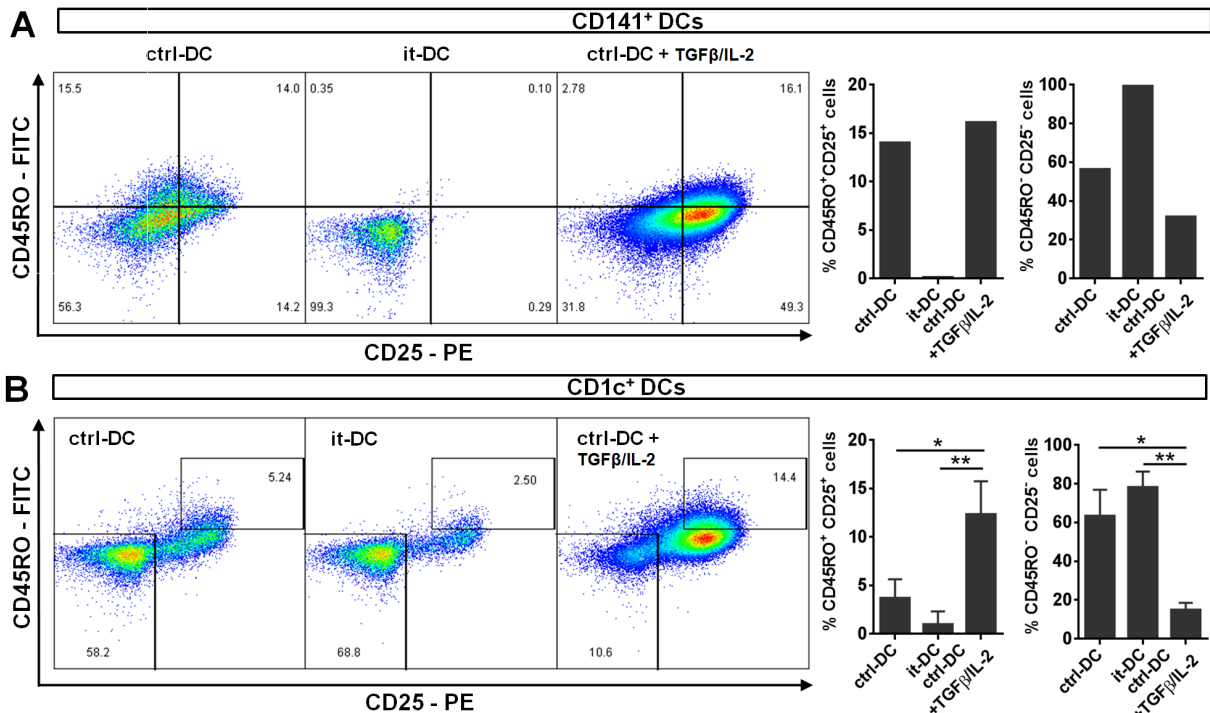 A
CD141⁺ DCs
ctrl-DC
it-DC
ctrl-DC + TGFβ/IL-2
15.5
14.0
0.35
0.10
2.78
16.1
56.3
14.2
99.3
0.29
31.8
49.3
CD45RO - FITC
CD25 - PE
% CD45RO⁺CD25⁺ cells
20
15
10
5
0
ctrl-DC
it-DC
ctrl-DC
+TGFβ/IL-2
% CD45RO⁻ CD25⁻ cells
100
80
60
40
20
0
ctrl-DC
it-DC
ctrl-DC
+TGFβ/IL-2
B
CD1c⁺ DCs
ctrl-DC
it-DC
ctrl-DC +
TGFβ/IL-2
5.24
2.50
14.4
58.2
68.8
10.6
CD45RO - FITC
CD25 - PE
% CD45RO⁺ CD25⁺ cells
20
15
10
5
0
*
**
ctrl-DC
it-DC
ctrl-DC
+TGFβ/IL-2
% CD45RO⁻ CD25⁻ cells
100
80
60
40
20
0
*
**
ctrl-DC
it-DC
ctrl-DC
+TGFβ/IL-2